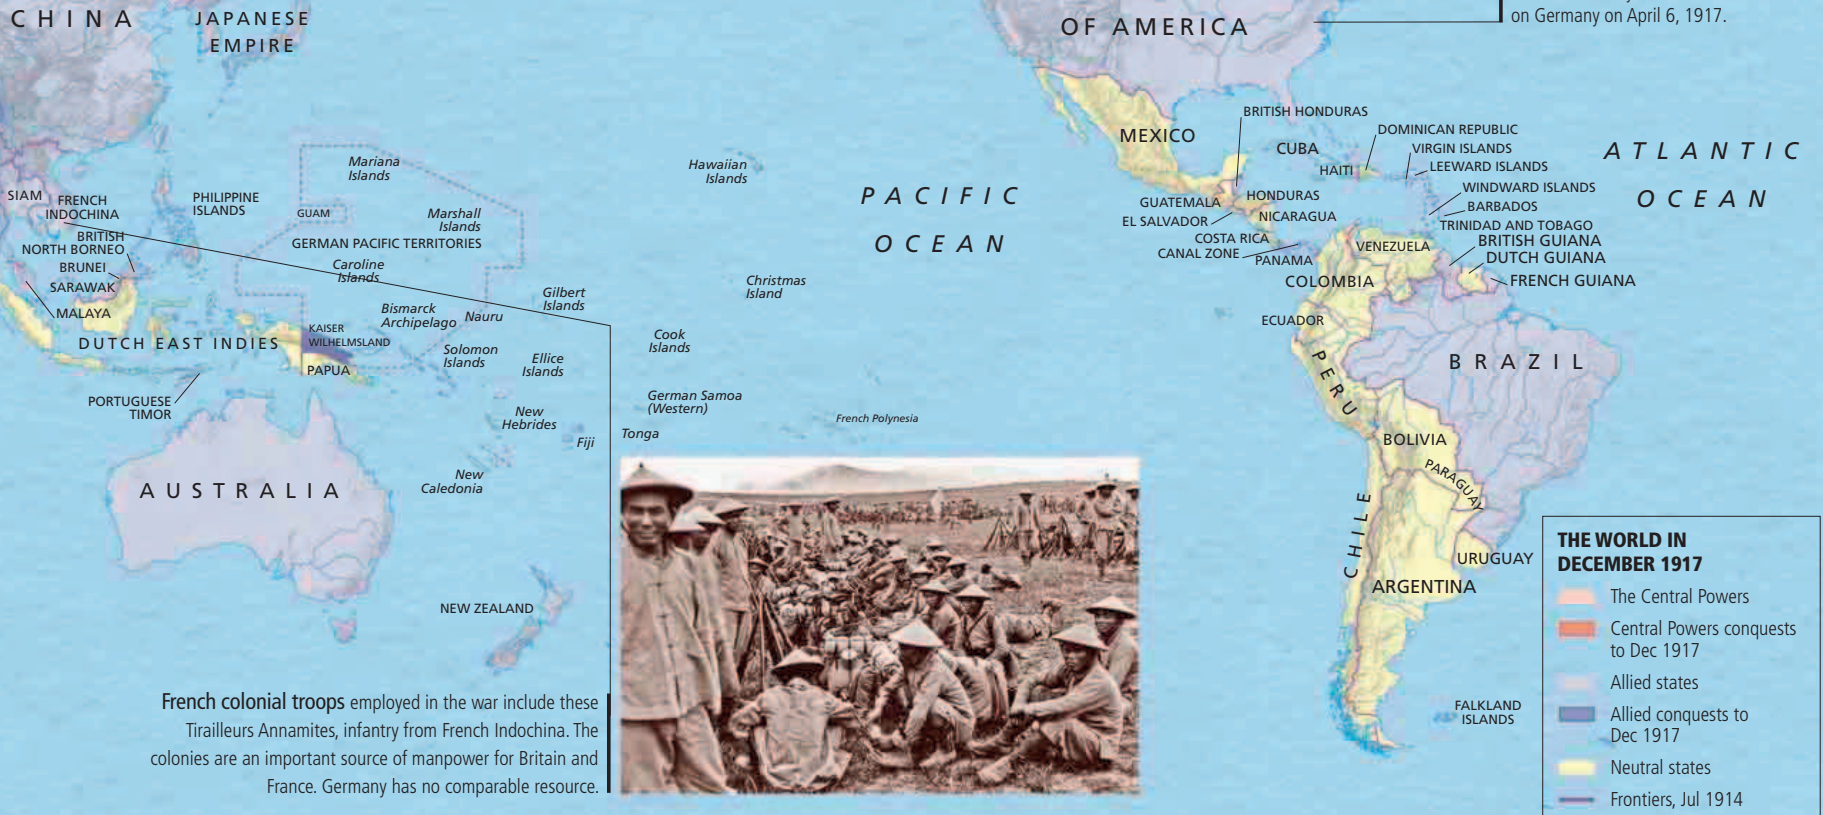 CHINA
JAPANESE
EMPIRE
OF AMERICA
on Germany on April 6, 1917.
MEXICO
BRITISH HONDURAS
CUBA
DOMINICAN REPUBLIC
VIRGIN ISLANDS
HAITI
LEEWARD ISLANDS
WINDWARD ISLANDS
BARBADOS
TRINIDAD AND TOBAGO
ATLANTIC
OCEAN
Mariana
Islands
Hawaiian
Islands
PACIFIC
OCEAN
SIAM
FRENCH
INDOCHINA
PHILIPPINE
ISLANDS
GUAM
Marshall
Islands
GERMAN PACIFIC TERRITORIES
Caroline
Islands
BRITISH
NORTH BORNEO
BRUNEI
SARAWAK
MALAYA
Christmas
Island
Gilbert
Islands
Bismarck
Archipelago
Nauru
KAISER
WILHELMSLAND
DUTCH EAST INDIES
PAPUA
Solomon
Islands
Ellice
Islands
Cook
Islands
PORTUGUESE
TIMOR
German Samoa
(Western)
New
Hebrides
Fiji
Tonga
French Polynesia
New
Caledonia
AUSTRALIA
NEW ZEALAND
GUATEMALA
HONDURAS
EL SALVADOR
NICARAGUA
COSTA RICA
CANAL ZONE
PANAMA
VENEZUELA
BRITISH GUIANA
DUTCH GUIANA
FRENCH GUIANA
COLOMBIA
ECUADOR
PERU
BRAZIL
BOLIVIA
PARAGUAY
CHILE
URUGUAY
ARGENTINA
FALKLAND
ISLANDS
French colonial troops employed in the war include these
Tirailleurs Annamites, infantry from French Indochina. The
colonies are an important source of manpower for Britain and
France. Germany has no comparable resource.
THE WORLD IN
DECEMBER 1917
The Central Powers
Central Powers conquests
to Dec 1917
Allied states
Allied conquests to
Dec 1917
Neutral states
Frontiers, Jul 1914